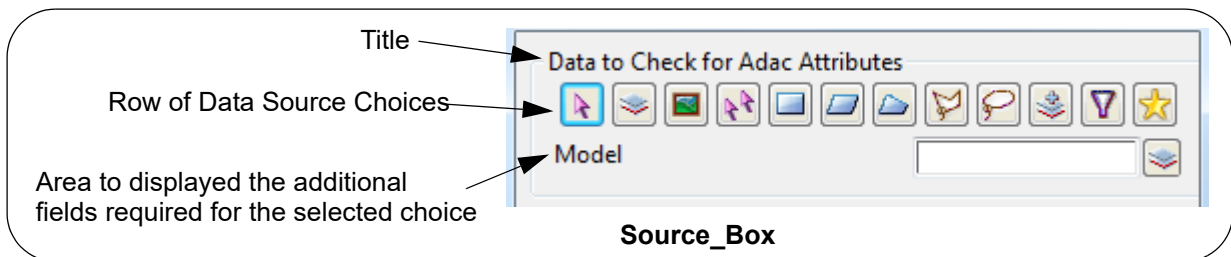 Title
Data to Check for Adac Attributes
Row of Data Source Choices
Model
Area to displayed the additional
fields required for the selected choice
Source_Box